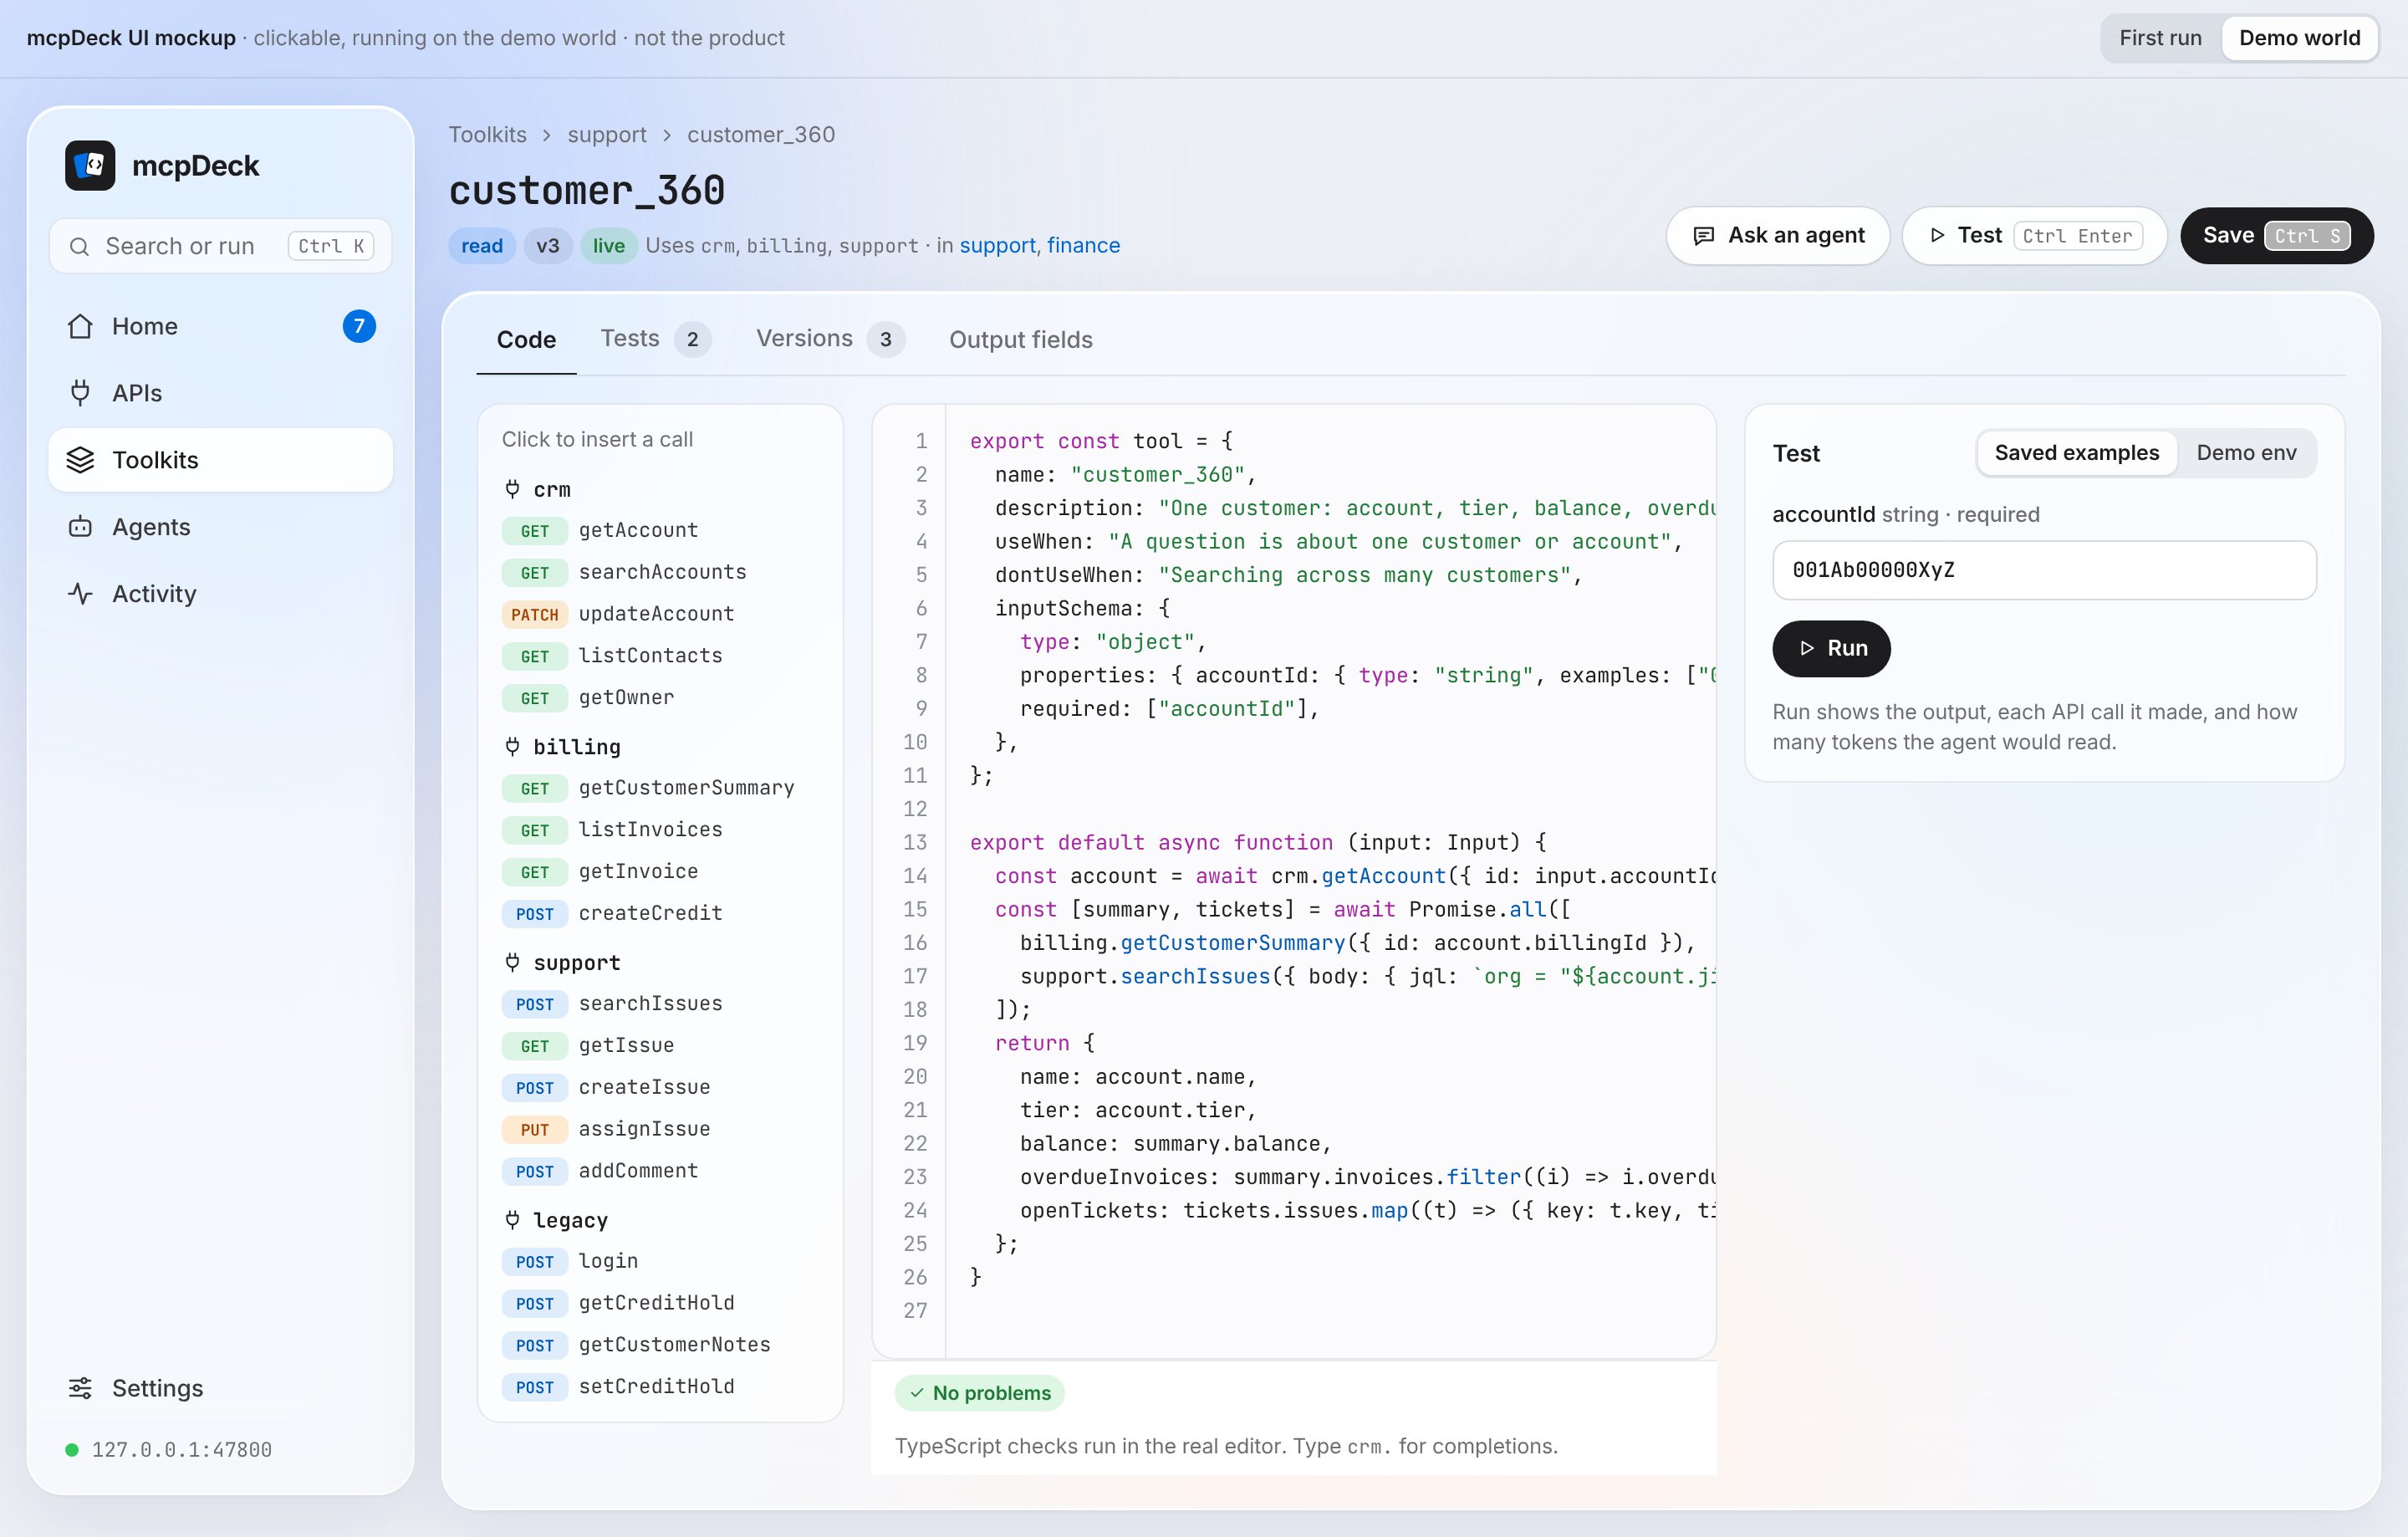 mcpDeck UI mockup · clickable, running on the demo world · not the product
First run
Demo world
mcpDeck
Search or run
Ctrl K
Home
7
APIs
Toolkits
Agents
Activity
Settings
127.0.0.1:47800
Toolkits > support > customer_360
customer_360
read v3 live Uses crm, billing, support · in support, finance
Ask an agent
Test Ctrl Enter
Save Ctrl S
Code
Tests 2
Versions 3
Output fields
Click to insert a call
crm
GET getAccount
GET searchAccounts
PATCH updateAccount
GET listContacts
GET getOwner
billing
GET getCustomerSummary
GET listInvoices
GET getInvoice
POST createCredit
support
POST searchIssues
GET getIssue
POST createIssue
PUT assignIssue
POST addComment
legacy
POST login
POST getCreditHold
POST getCustomerNotes
POST setCreditHold
1 export const tool = {
2   name: "customer_360",
3   description: "One customer: account, tier, balance, overdu
4   useWhen: "A question is about one customer or account",
5   dontUseWhen: "Searching across many customers",
6   inputSchema: {
7     type: "object",
8     properties: { accountId: { type: "string", examples: ["0
9     required: ["accountId"],
10   },
11 };
12
13 export default async function (input: Input) {
14   const account = await crm.getAccount({ id: input.accountId
15   const [summary, tickets] = await Promise.all([
16     billing.getCustomerSummary({ id: account.billingId }),
17     support.searchIssues({ body: { jql: `org = "${account.ji
18   ]);
19   return {
20     name: account.name,
21     tier: account.tier,
22     balance: summary.balance,
23     overdueInvoices: summary.invoices.filter((i) => i.overdu
24     openTickets: tickets.issues.map((t) => ({ key: t.key, ti
25   };
26 }
27
No problems
TypeScript checks run in the real editor. Type crm. for completions.
Test
Saved examples
Demo env
accountId string · required
001Ab00000XyZ
Run
Run shows the output, each API call it made, and how
many tokens the agent would read.